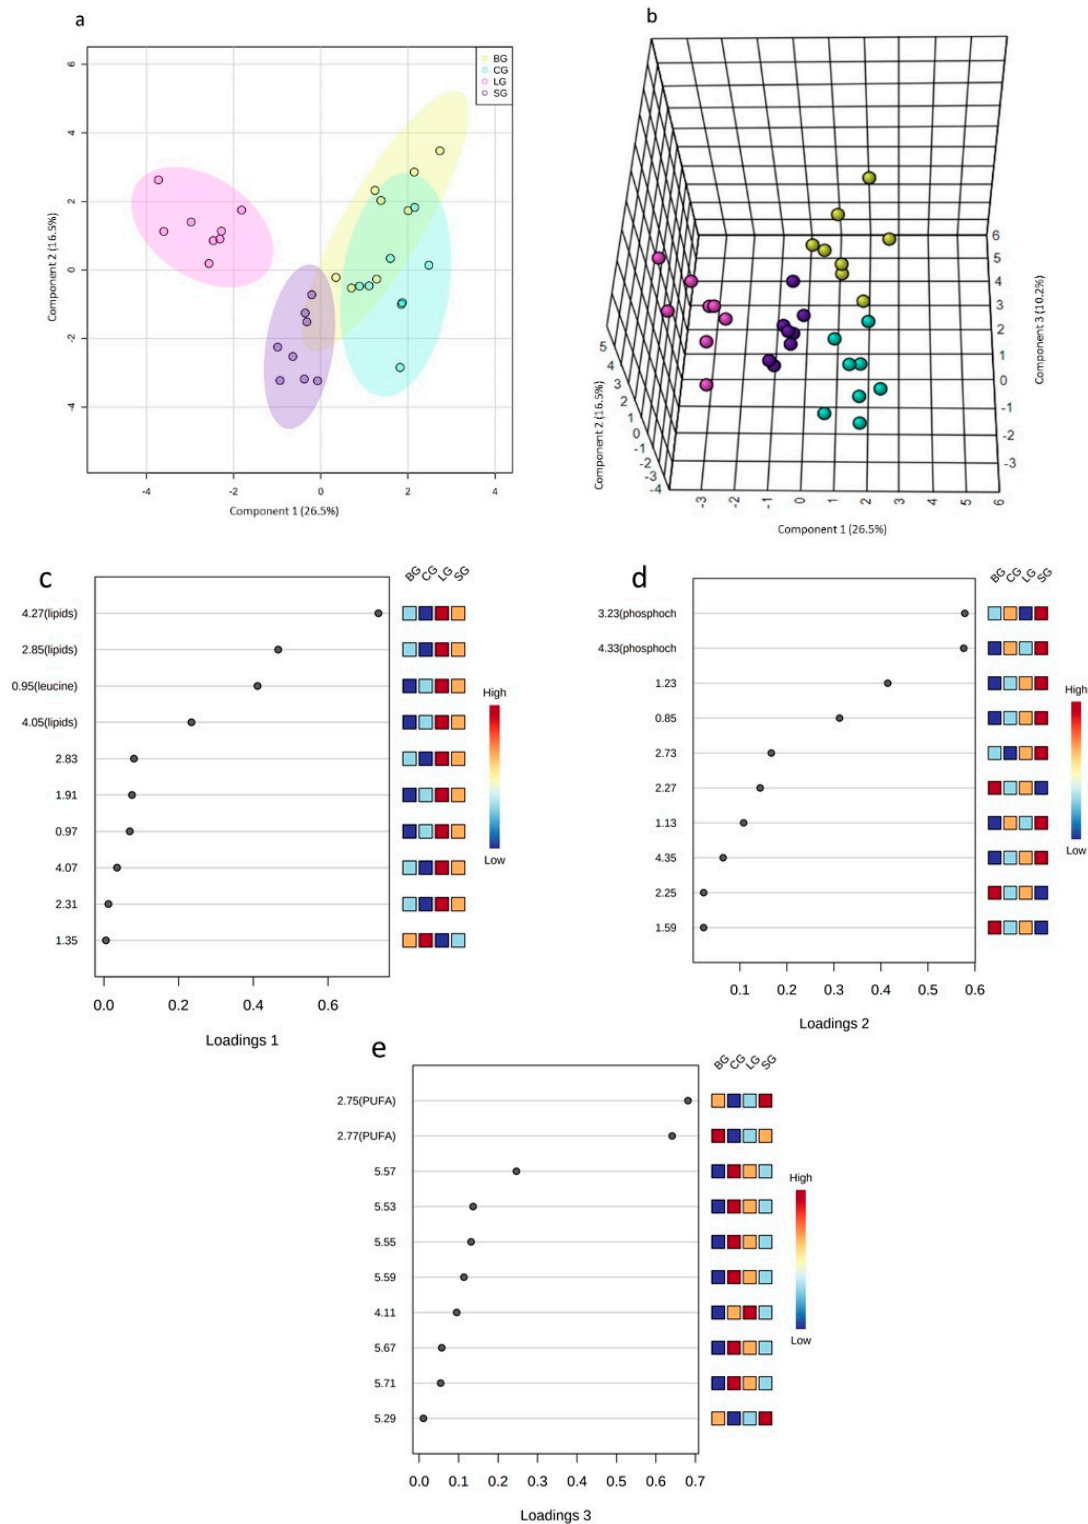 a
BG
CG
LG
SG
6
4
2
0
-2
-4
Component 2 (16.5%)
-4
-2
0
2
4
Component 1 (26.5%)
b
6
5
4
3
2
1
0
-1
-2
-3
Component 3 (10.2%)
5
4
3
2
1
0
-1
-2
-3
-4
Component 2 (16.5%)
-3
-2
-1
0
1
2
3
4
5
6
Component 1 (26.5%)
c
BG CG LG SG
4.27(lipids)
2.85(lipids)
0.95(leucine)
4.05(lipids)
2.83
1.91
0.97
4.07
2.31
1.35
High
Low
0.0 0.2 0.4 0.6
Loadings 1
d
BG CG LG SG
3.23(phosphoch
4.33(phosphoch
1.23
0.85
2.73
2.27
1.13
4.35
2.25
1.59
High
Low
0.1 0.2 0.3 0.4 0.5 0.6
Loadings 2
e
BG CG LG SG
2.75(PUFA)
2.77(PUFA)
5.57
5.53
5.55
5.59
4.11
5.67
5.71
5.29
High
Low
0.0 0.1 0.2 0.3 0.4 0.5 0.6 0.7
Loadings 3